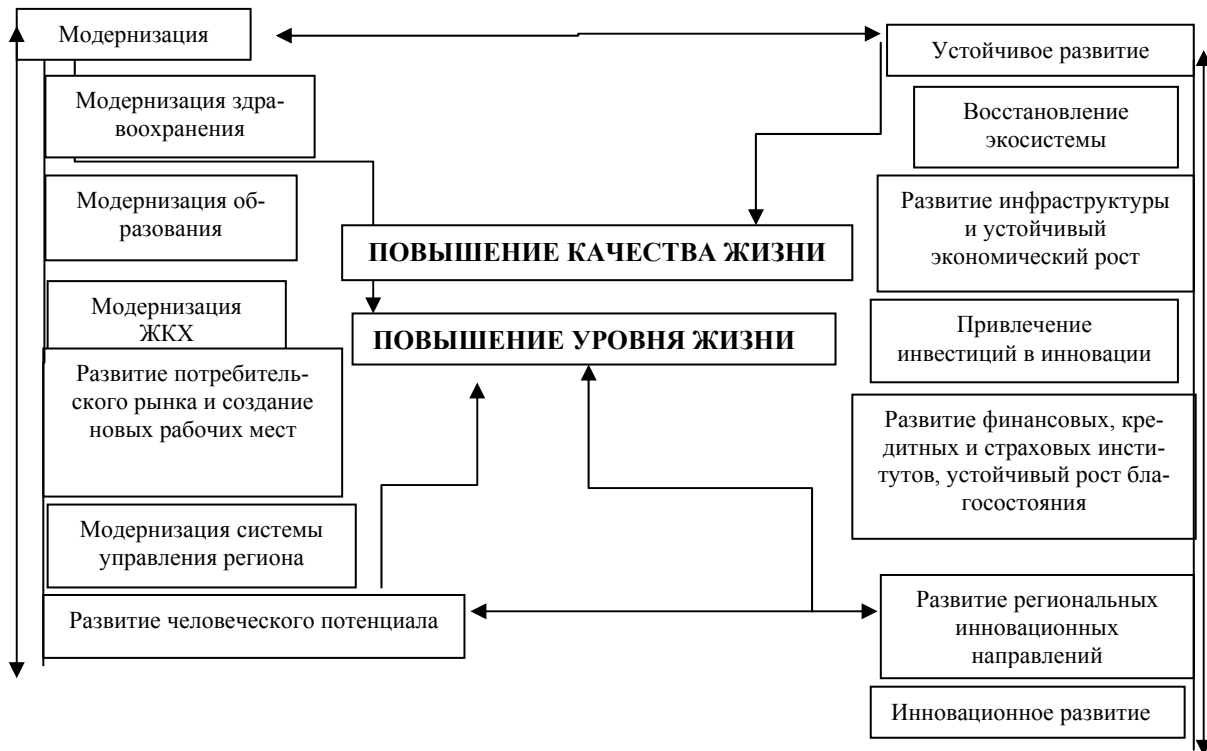 Модернизация
Устойчивое развитие
Модернизация здра-
воохранения
Восстановление
экосистемы
Модернизация об-
разования
Развитие инфраструктуры
и устойчивый
экономический рост
ПОВЫШЕНИЕ КАЧЕСТВА ЖИЗНИ
Модернизация
ЖКХ
ПОВЫШЕНИЕ УРОВНЯ ЖИЗНИ
Привлечение
инвестиций в инновации
Развитие потребитель-
ского рынка и создание
новых рабочих мест
Развитие финансовых, кре-
дитных и страховых инсти-
тутов, устойчивый рост бла-
госостояния
Модернизация системы
управления региона
Развитие человеческого потенциала
Развитие региональных
инновационных
направлений
Инновационное развитие